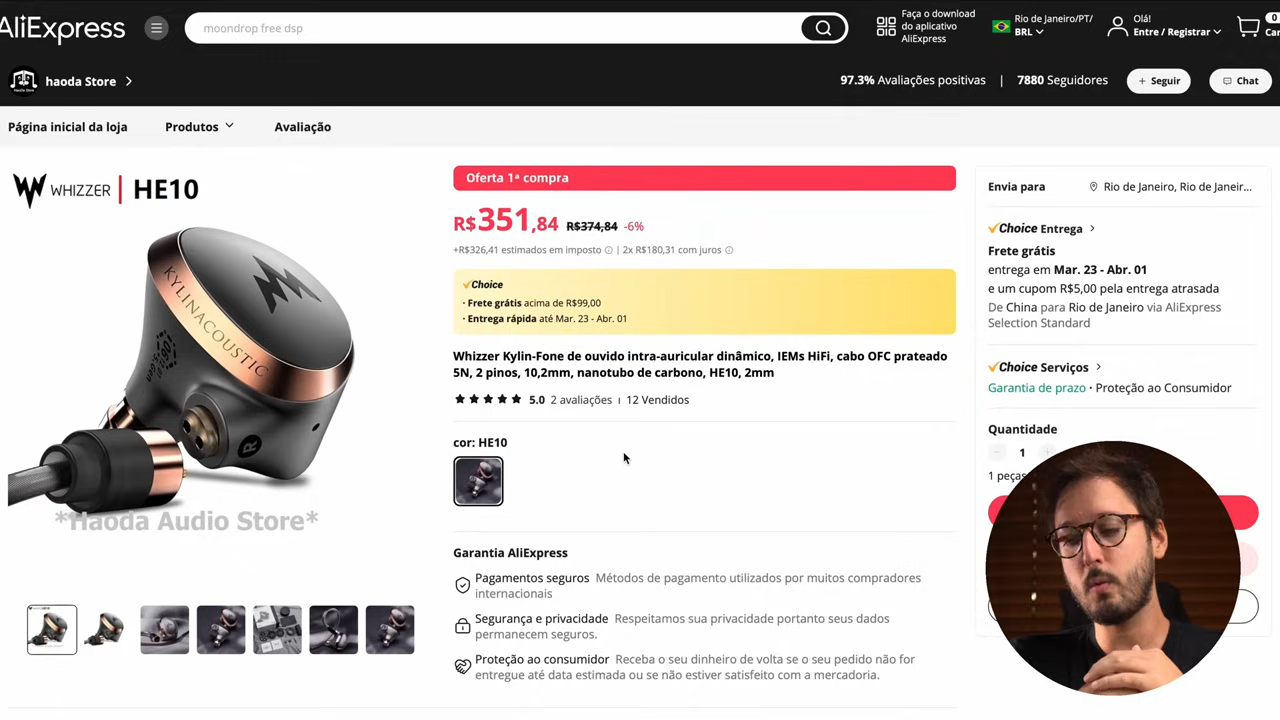 AliExpress
moondrop free dsp
Faça o download
do aplicativo
AliExpress
Rio de Janeiro/PT/
BRL
Olá!
Entre / Registrar
0
haoda Store
97.3% Avaliações positivas | 7880 Seguidores
+ Seguir
Chat
Página inicial da loja
Produtos
Avaliação
WHIZZER | HE10
KYLINACOUSTIC
R
*Haoda Audio Store*
Oferta 1ª compra
R$351,84 R$374,84 -6%
+R$326,41 estimados em imposto | 2x R$180,31 com juros
Choice
· Frete grátis acima de R$99,00
· Entrega rápida até Mar. 23 - Abr. 01
Whizzer Kylin-Fone de ouvido intra-auricular dinâmico, IEMs HiFi, cabo OFC prateado
5N, 2 pinos, 10,2mm, nanotubo de carbono, HE10, 2mm
5.0 2 avaliações 12 Vendidos
cor: HE10
Garantia AliExpress
Pagamentos seguros Métodos de pagamento utilizados por muitos compradores
internacionais
Segurança e privacidade Respeitamos sua privacidade portanto seus dados
permanecem seguros.
Proteção ao consumidor Receba o seu dinheiro de volta se o seu pedido não for
entregue até data estimada ou se não estiver satisfeito com a mercadoria.
Envia para
Rio de Janeiro, Rio de Janeir...
Choice Entrega
Frete grátis
entrega em Mar. 23 - Abr. 01
e um cupom R$5,00 pela entrega atrasada
De China para Rio de Janeiro via AliExpress
Selection Standard
Choice Serviços
Garantia de prazo · Proteção ao Consumidor
Quantidade
1